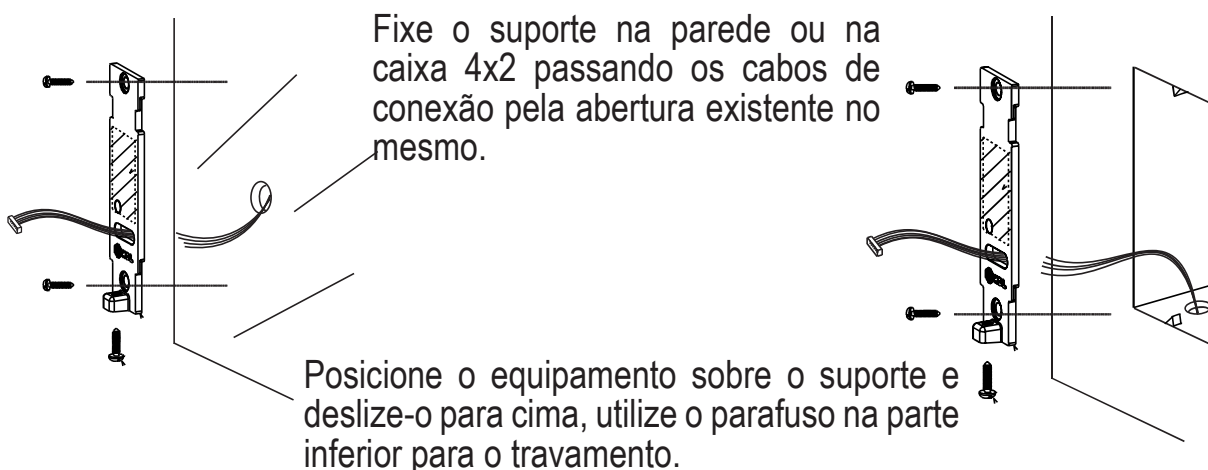 Fixe o suporte na parede ou na
caixa 4x2 passando os cabos de
conexão pela abertura existente no
mesmo.
Posicione o equipamento sobre o suporte e
deslize-o para cima, utilize o parafuso na parte
inferior para o travamento.